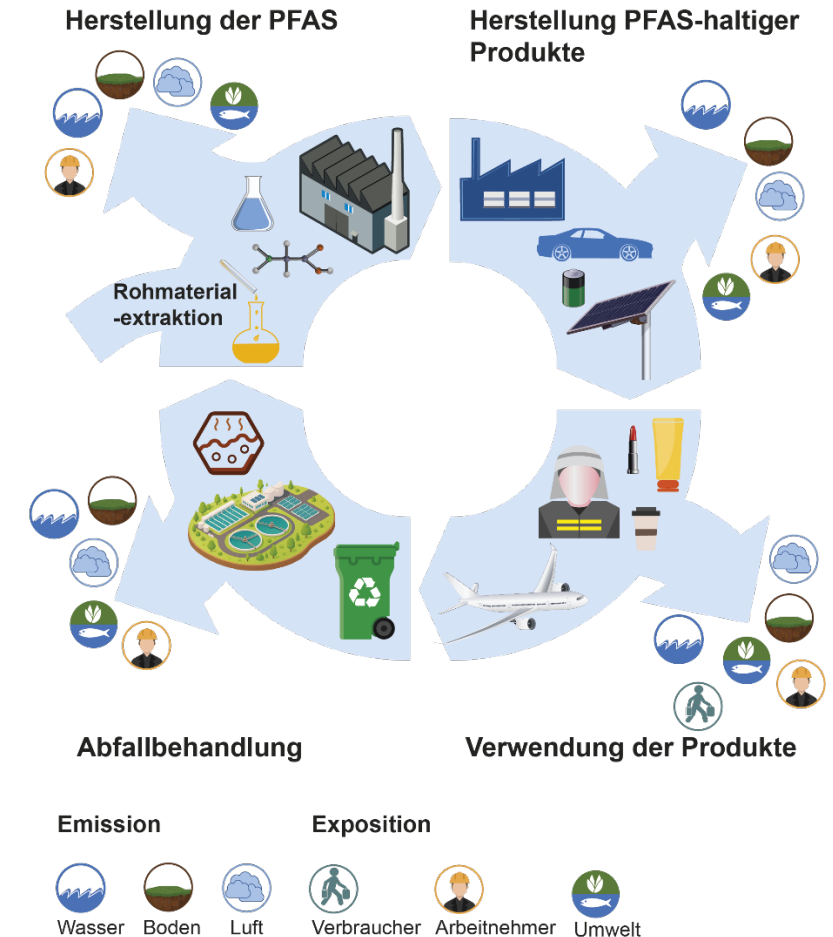 Herstellung der PFAS
Herstellung PFAS-haltiger
Produkte
Rohmaterial
-extraktion
Abfallbehandlung
Verwendung der Produkte
Emission
Exposition
Wasser
Boden
Luft
Verbraucher
Arbeitnehmer
Umwelt